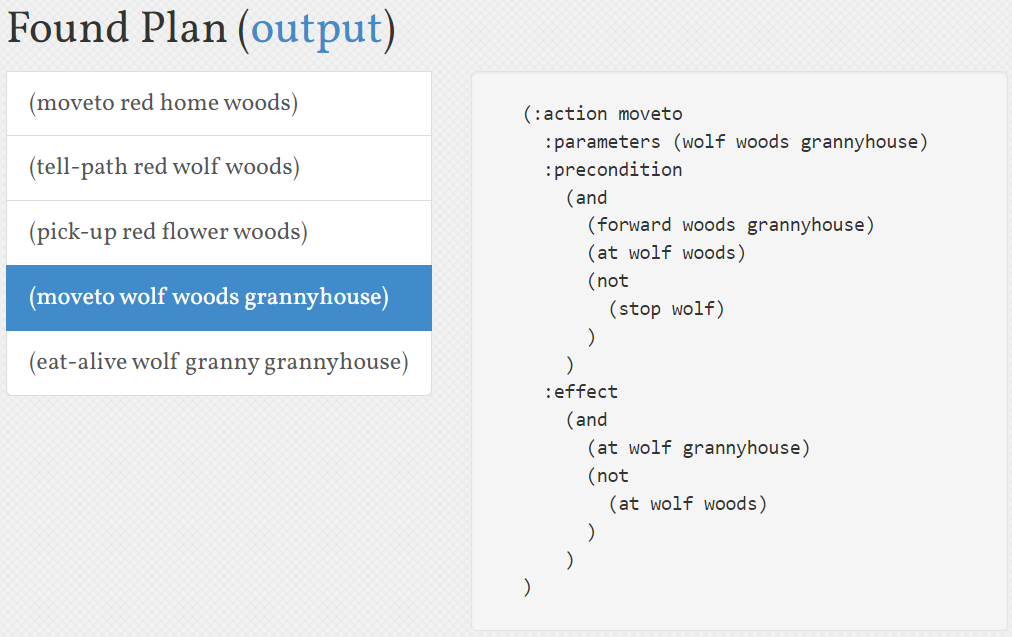 Found Plan (output)
(moveto red home woods)
(tell-path red wolf woods)
(pick-up red flower woods)
(moveto wolf woods grannyhouse)
(eat-alive wolf granny grannyhouse)
(:action moveto
  :parameters (wolf woods grannyhouse)
  :precondition
    (and
      (forward woods grannyhouse)
      (at wolf woods)
      (not
        (stop wolf)
      )
    )
  :effect
    (and
      (at wolf grannyhouse)
      (not
        (at wolf woods)
      )
    )
)